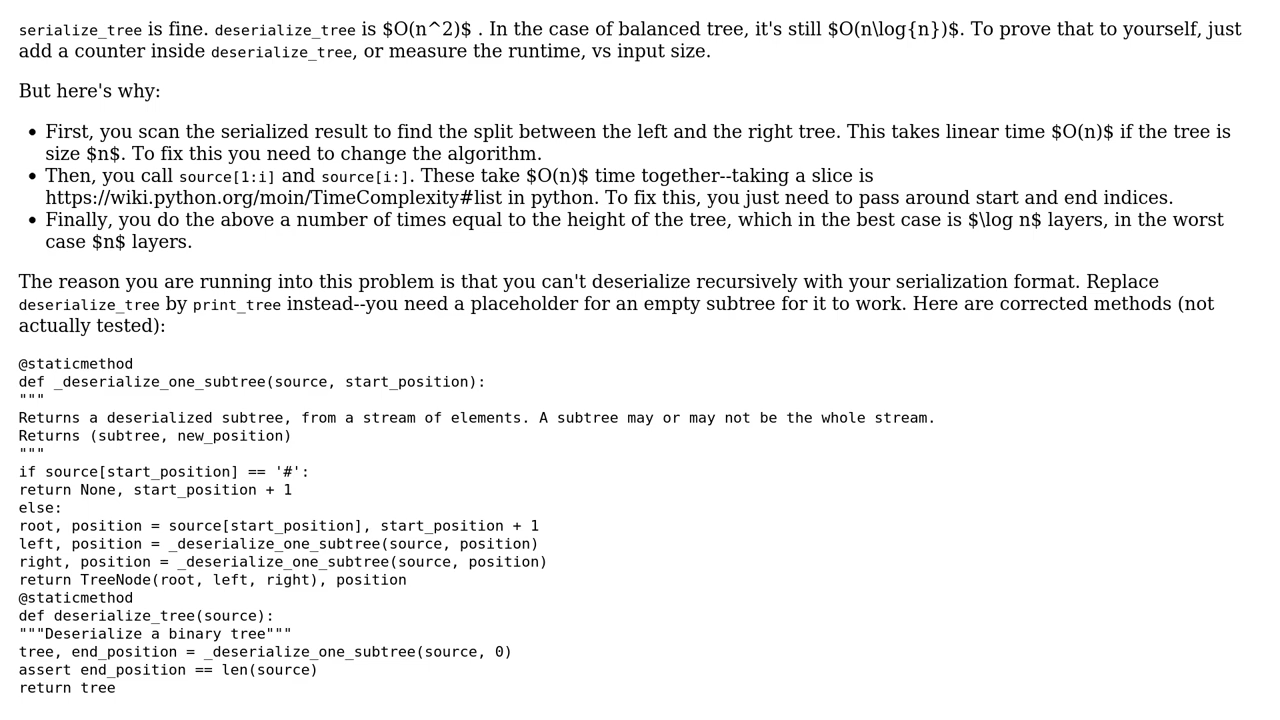 serialize_tree is fine. deserialize_tree is $O(n^2)$ . In the case of balanced tree, it's still $O(n\log{n})$. To prove that to yourself, just
add a counter inside deserialize_tree, or measure the runtime, vs input size.
But here's why:
• First, you scan the serialized result to find the split between the left and the right tree. This takes linear time $O(n)$ if the tree is
size $n$. To fix this you need to change the algorithm.
• Then, you call source[1:i] and source[i:]. These take $O(n)$ time together--taking a slice is
https://wiki.python.org/moin/TimeComplexity#list in python. To fix this, you just need to pass around start and end indices.
• Finally, you do the above a number of times equal to the height of the tree, which in the best case is $\log n$ layers, in the worst
case $n$ layers.
The reason you are running into this problem is that you can't deserialize recursively with your serialization format. Replace
deserialize_tree by print_tree instead--you need a placeholder for an empty subtree for it to work. Here are corrected methods (not
actually tested):
@staticmethod
def _deserialize_one_subtree(source, start_position):
"""
Returns a deserialized subtree, from a stream of elements. A subtree may or may not be the whole stream.
Returns (subtree, new_position)
"""
if source[start_position] == '#':
return None, start_position + 1
else:
root, position = source[start_position], start_position + 1
left, position = _deserialize_one_subtree(source, position)
right, position = _deserialize_one_subtree(source, position)
return TreeNode(root, left, right), position
@staticmethod
def deserialize_tree(source):
"""Deserialize a binary tree"""
tree, end_position = _deserialize_one_subtree(source, 0)
assert end_position == len(source)
return tree